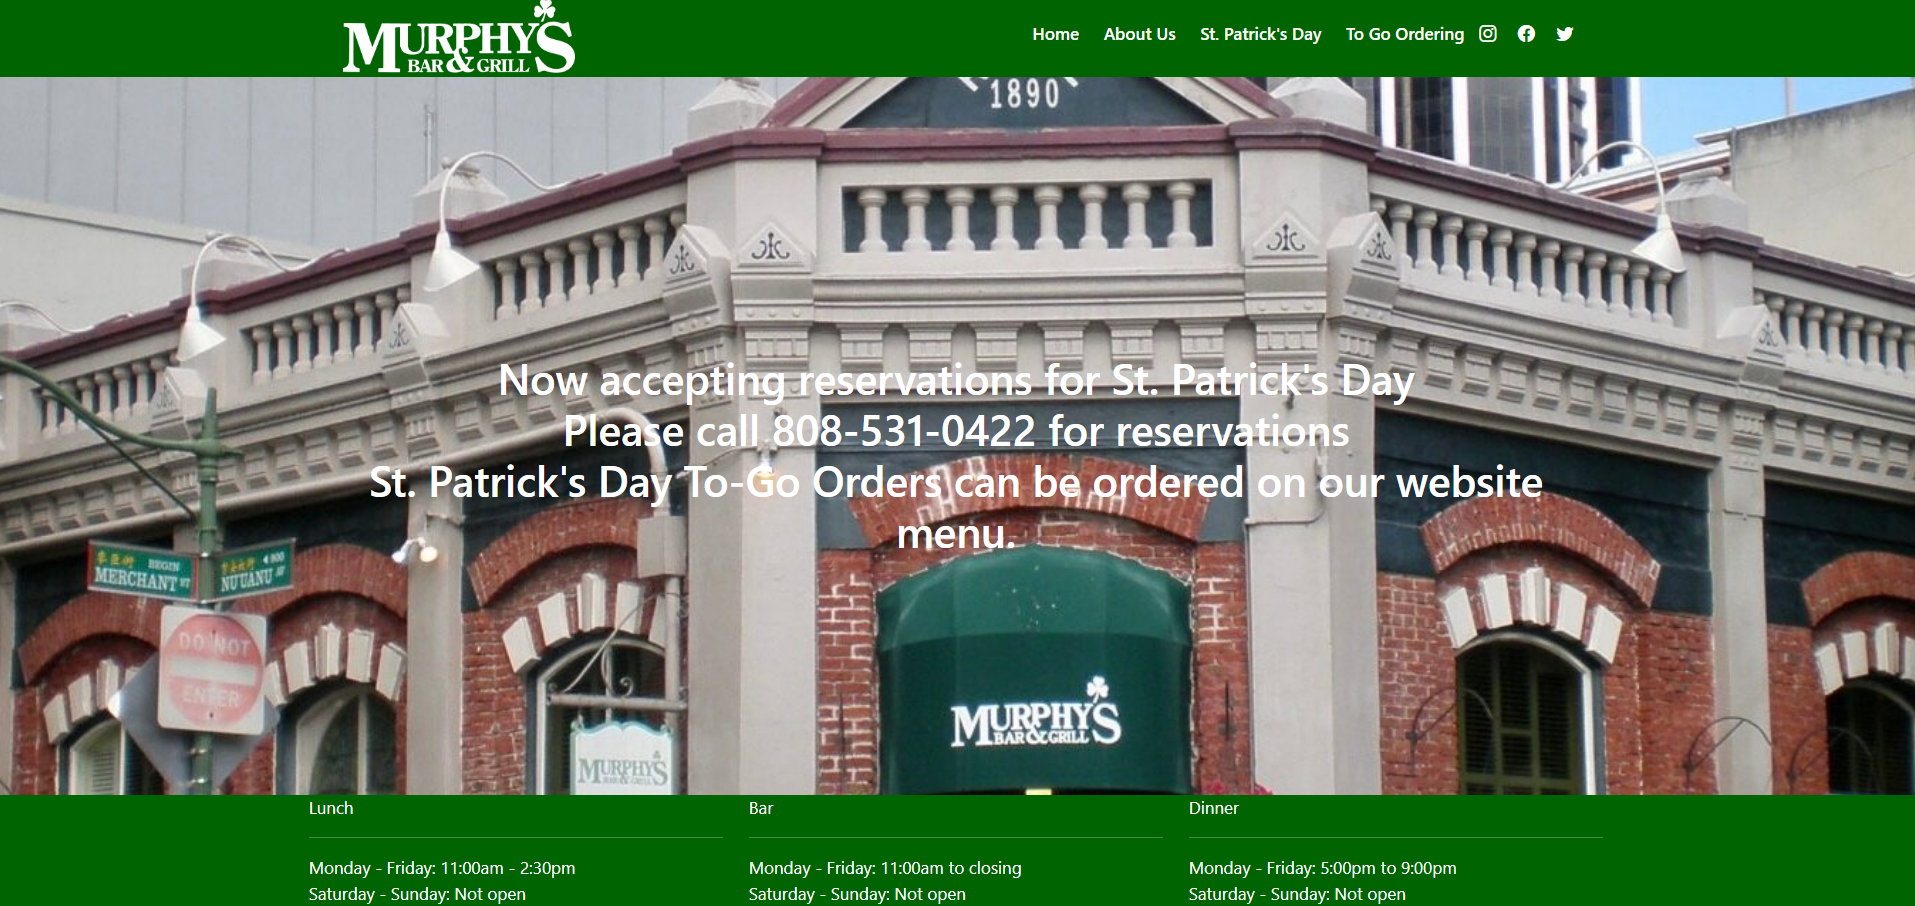 MURPHY'S
BAR & GRILL
Home About Us St. Patrick's Day To Go Ordering
1890
Now accepting reservations for St. Patrick's Day
Please call 808-531-0422 for reservations
St. Patrick's Day To-Go Orders can be ordered on our website
menu.
BEGIN
MERCHANT ST
900
NUUANU AV
DO NOT
ENTER
MURPHY'S
BAR & GRILL
MURPHY'S
BAR & GRILL
Lunch
Monday - Friday: 11:00am - 2:30pm
Saturday - Sunday: Not open
Bar
Monday - Friday: 11:00am to closing
Saturday - Sunday: Not open
Dinner
Monday - Friday: 5:00pm to 9:00pm
Saturday - Sunday: Not open